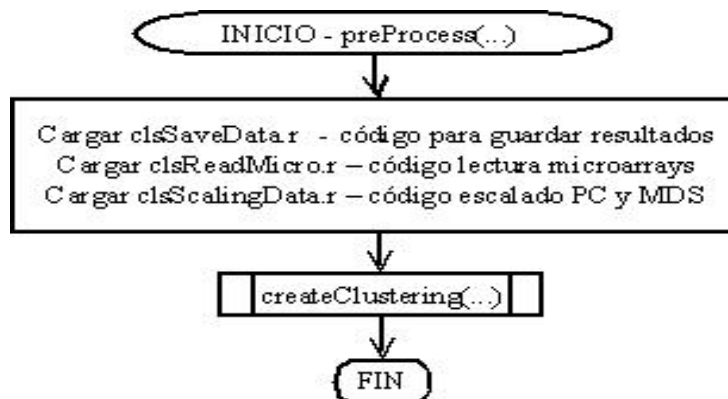 INICIO - preProcess(...)
Cargar clsSaveData.r - código para guardar resultados
Cargar clsReadMicro.r – código lectura microarrays
Cargar clsScalingData.r – código escalado PC y MDS
createClustering(...)
FIN